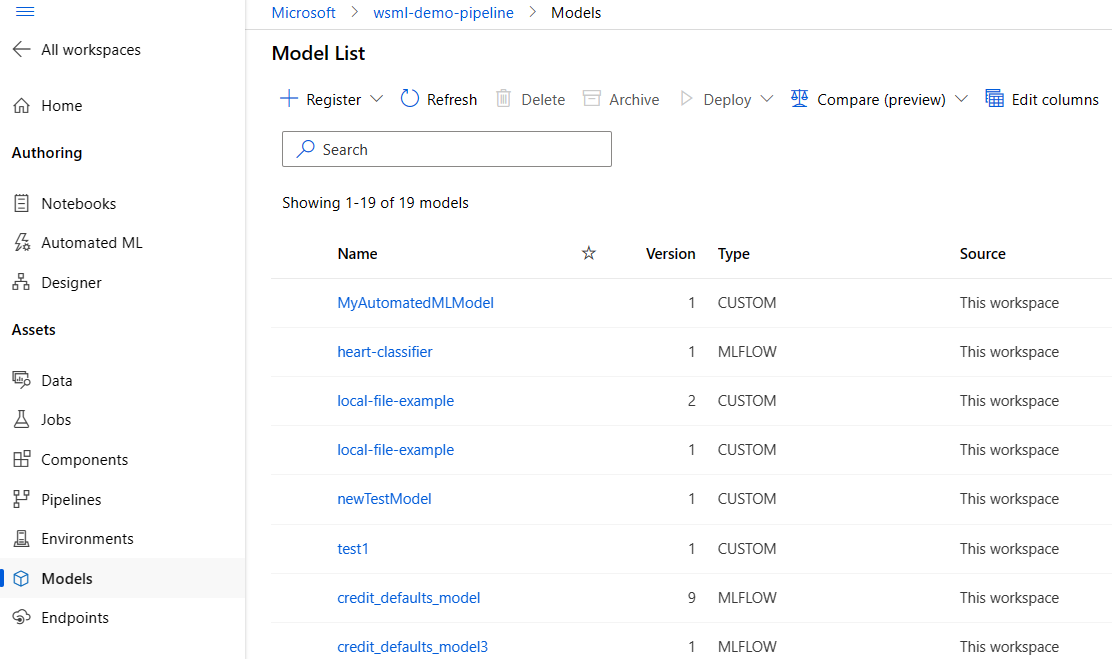 Microsoft > wsml-demo-pipeline > Models
All workspaces
Home
Authoring
Notebooks
Automated ML
Designer
Assets
Data
Jobs
Components
Pipelines
Environments
Models
Endpoints
Model List
Register Refresh Delete Archive Deploy Compare (preview) Edit columns
Search
Showing 1-19 of 19 models
Name Version Type Source
MyAutomatedMLModel 1 CUSTOM This workspace
heart-classifier 1 MLFLOW This workspace
local-file-example 2 CUSTOM This workspace
local-file-example 1 CUSTOM This workspace
newTestModel 1 CUSTOM This workspace
test1 1 CUSTOM This workspace
credit_defaults_model 9 MLFLOW This workspace
credit_defaults_model3 1 MLFLOW This workspace